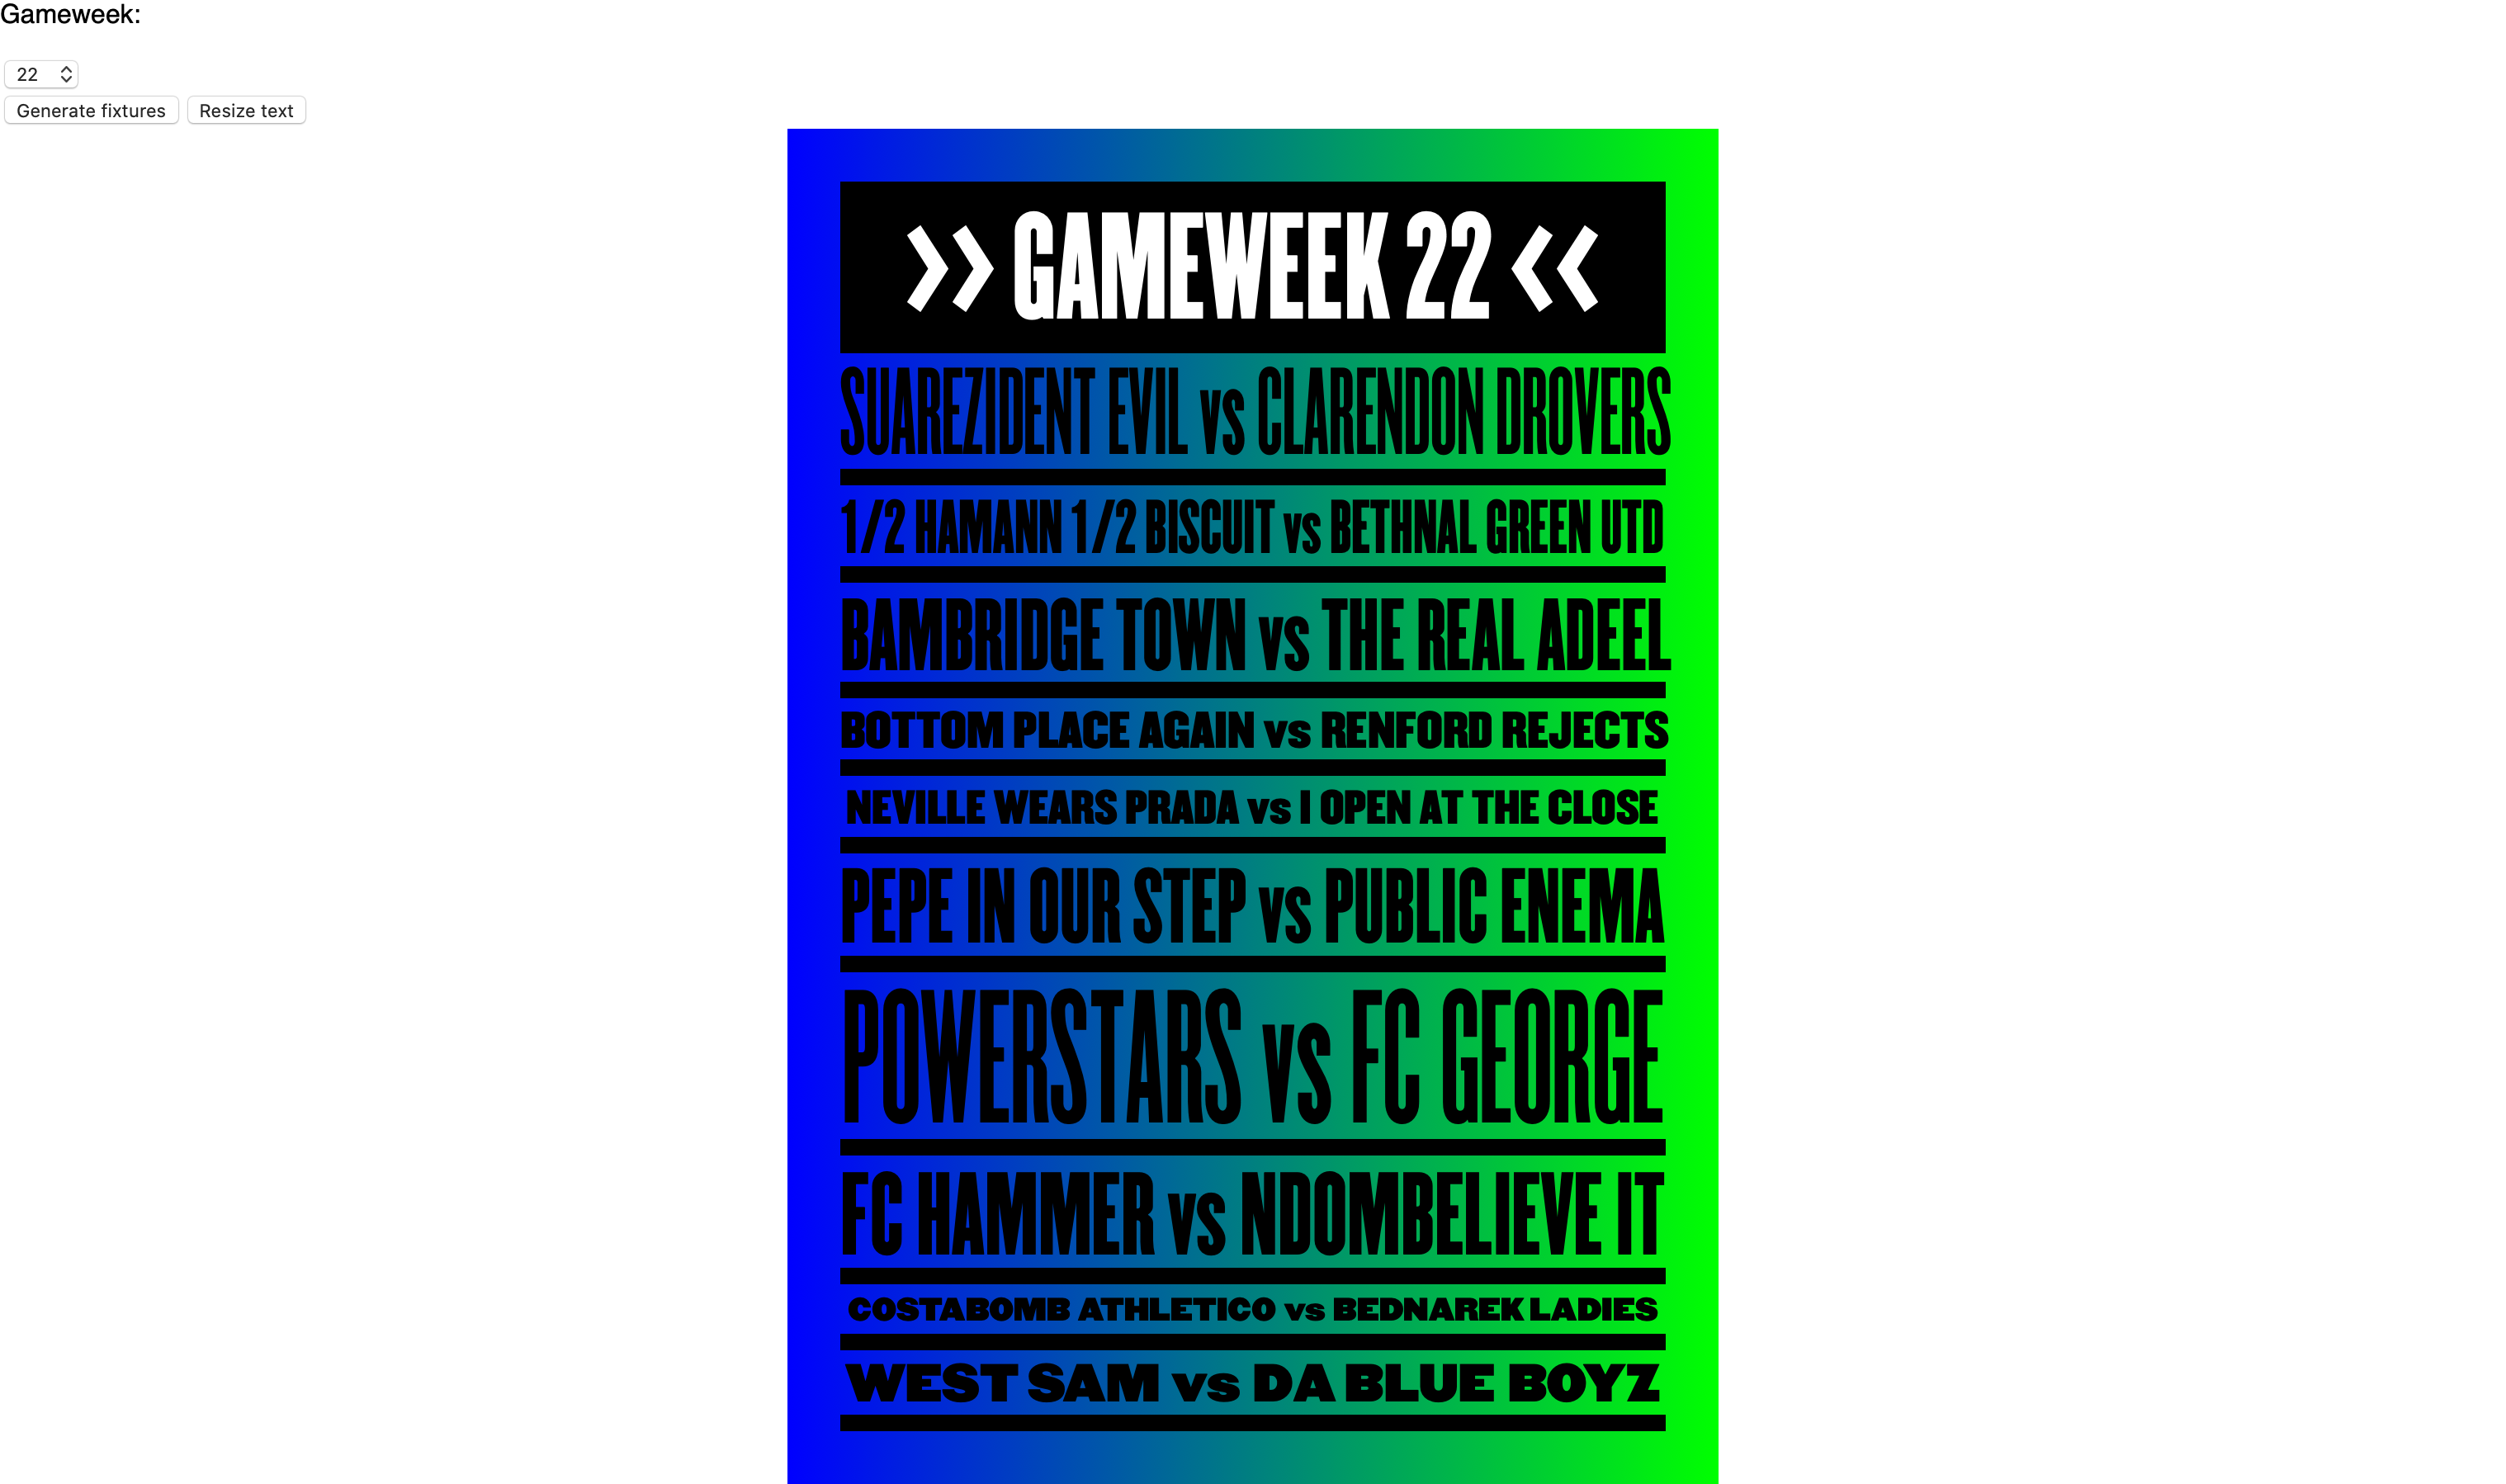 Gameweek:
22
Generate fixtures Resize text
>> GAMEWEEK 22 <<
SUAREZIDENT EVIL vs CLARENDON DROVERS
1/2 HAMANN 1/2 BISCUIT vs BETHNAL GREEN UTD
BAMBRIDGE TOWN vs THE REAL ADEEL
BOTTOM PLACE AGAIN vs RENFORD REJECTS
NEVILLE WEARS PRADA vs I OPEN AT THE CLOSE
PEPE IN OUR STEP vs PUBLIC ENEMA
POWERSTARS vs FC GEORGE
FC HAMMER vs NDOMBELIEVE IT
COSTABOMB ATHLETICO vs BEDNAREK LADIES
WEST SAM vs DA BLUE BOYZ